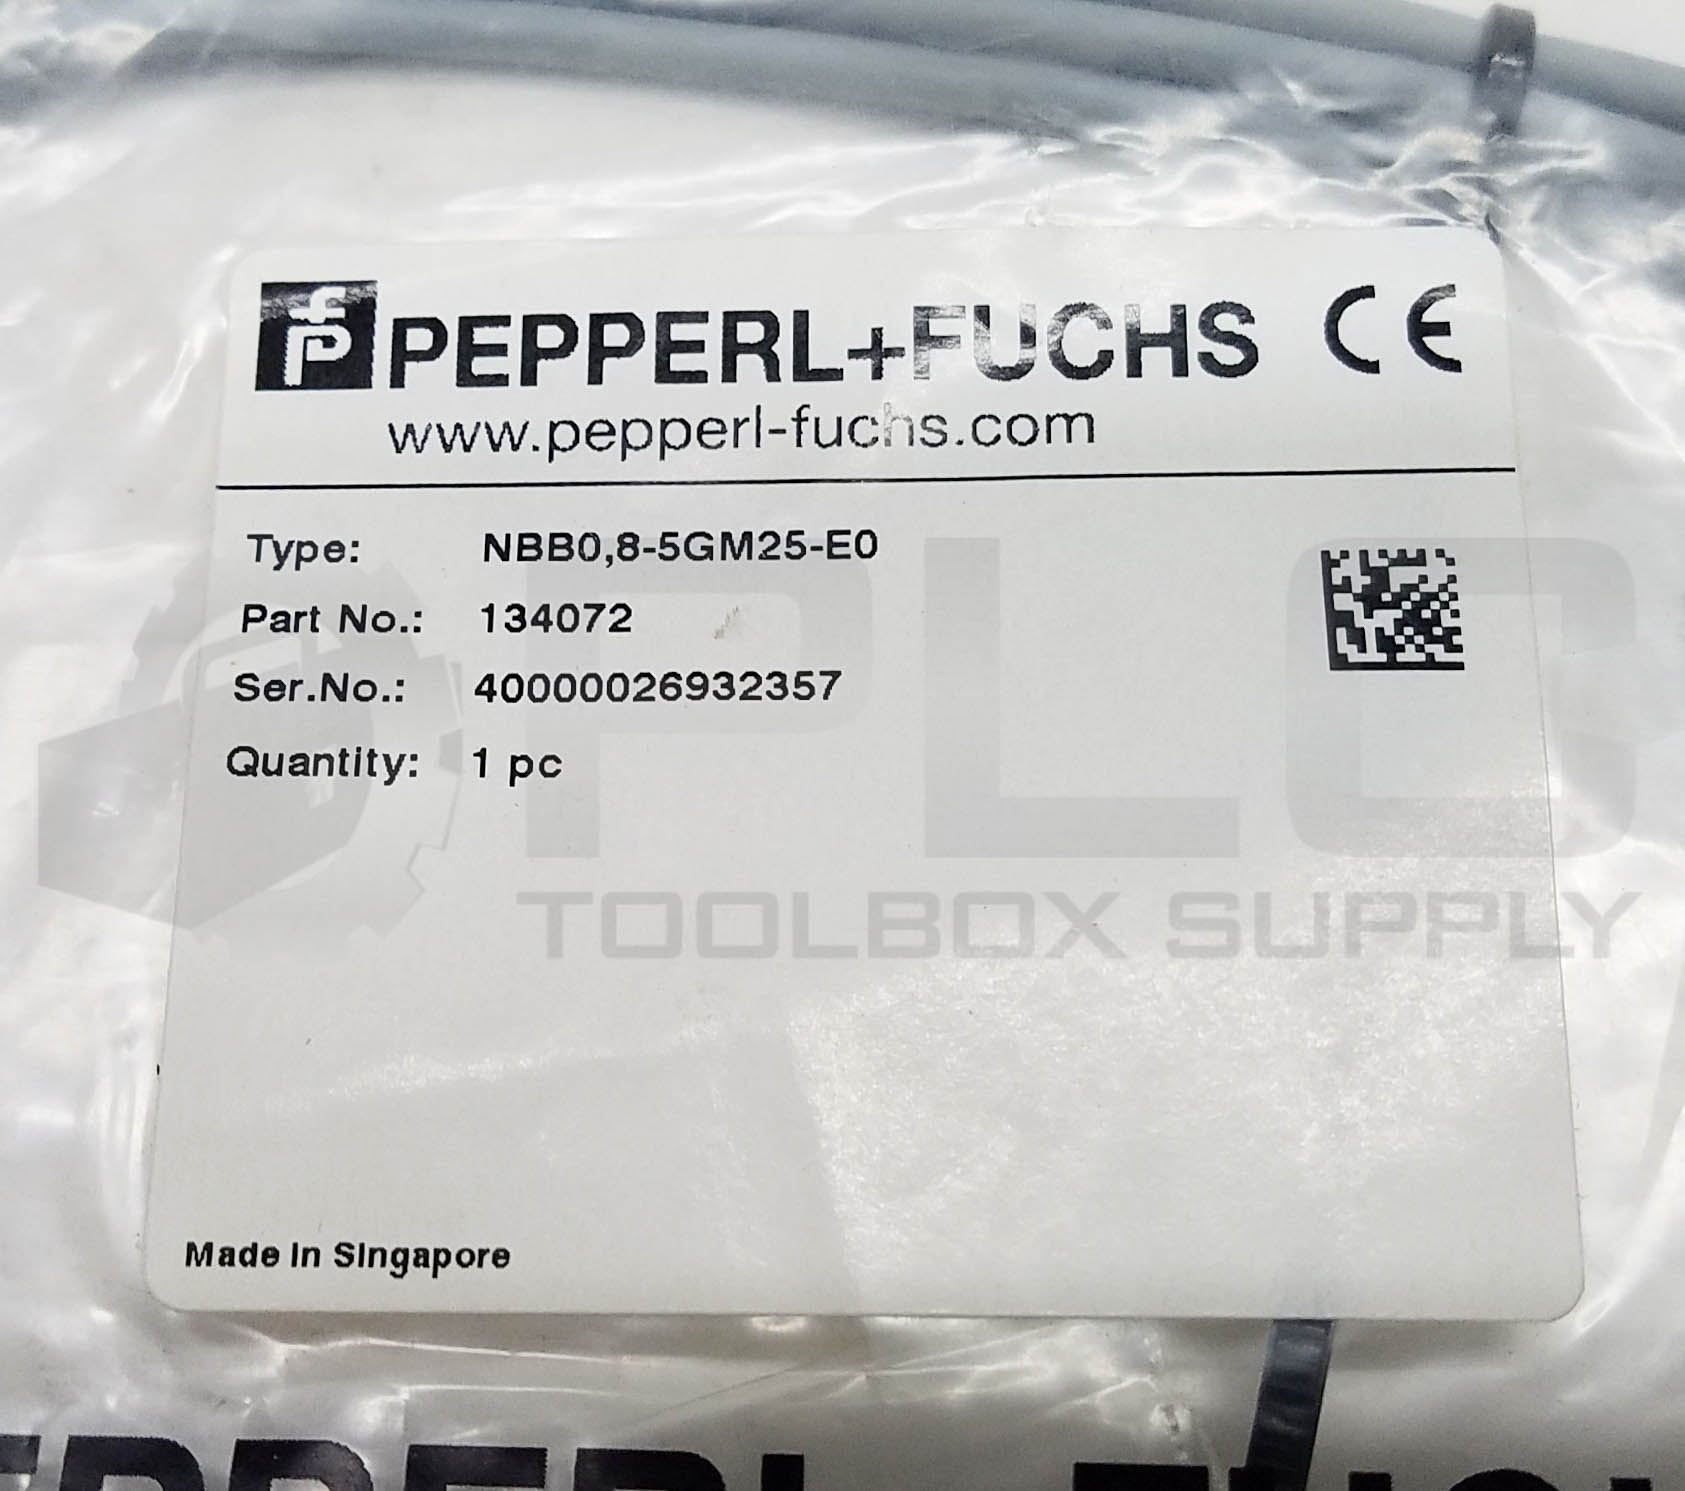 PEPPERL+FUCHS CE
www.pepperl-fuchs.com
Type: NBB0,8-5GM25-E0
Part No.: 134072
Ser.No.: 40000026932357
Quantity: 1 pc
PLC
TOOLBOX SUPPLY
Made in Singapore